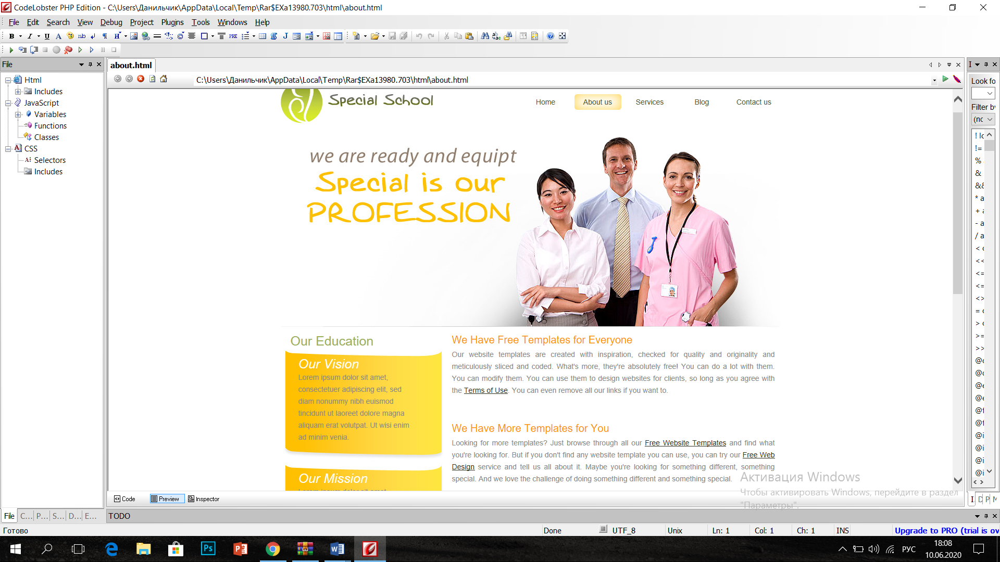 CodeLobster PHP Edition - C:\Users\Данильчик\AppData\Local\Temp\Rar$EXa13980.703\html\about.html
File Edit Search View Debug Project Plugins Tools Windows Help
File
about.html
C:\Users\Данильчик\AppData\Local\Temp\Rar$EXa13980.703\html\about.html
Html
Includes
JavaScript
Variables
Functions
Classes
CSS
Selectors
Includes
Special School
Home About us Services Blog Contact us
we are ready and equipt
Special is our
PROFESSION
Our Education
Our Vision
Lorem ipsum dolor sit amet,
consectetuer adipiscing elit, sed
diam nonummy nibh euismod
tincidunt ut laoreet dolore magna
aliquam erat volutpat. Ut wisi enim
ad minim venia.
Our Mission
We Have Free Templates for Everyone
Our website templates are created with inspiration, checked for quality and originality and
meticulously sliced and coded. What's more, they're absolutely free! You can do a lot with them.
You can modify them. You can use them to design websites for clients, so long as you agree with
the Terms of Use. You can even remove all our links if you want to.
We Have More Templates for You
Looking for more templates? Just browse through all our Free Website Templates and find what
you're looking for. But if you don't find any website template you can use, you can try our Free Web
Design service and tell us all about it. Maybe you're looking for something different, something
special. And we love the challenge of doing something different and something special.
Активация Windows
Чтобы активировать Windows, перейдите в раздел
"Параметры".
Look fo
Filter by
(nc
! lc
!=
%
&
&&
* a
+ a
- a
/ a
<<
<=
<=
<>
>=
>>
Code Preview Inspector
File C... P... S... D... E...
TODO
Готово
Done UTF_8 Unix Ln: 1 Col: 1 Ch: 1 INS Upgrade to PRO (trial is ov
РУС
18:08
10.06.2020